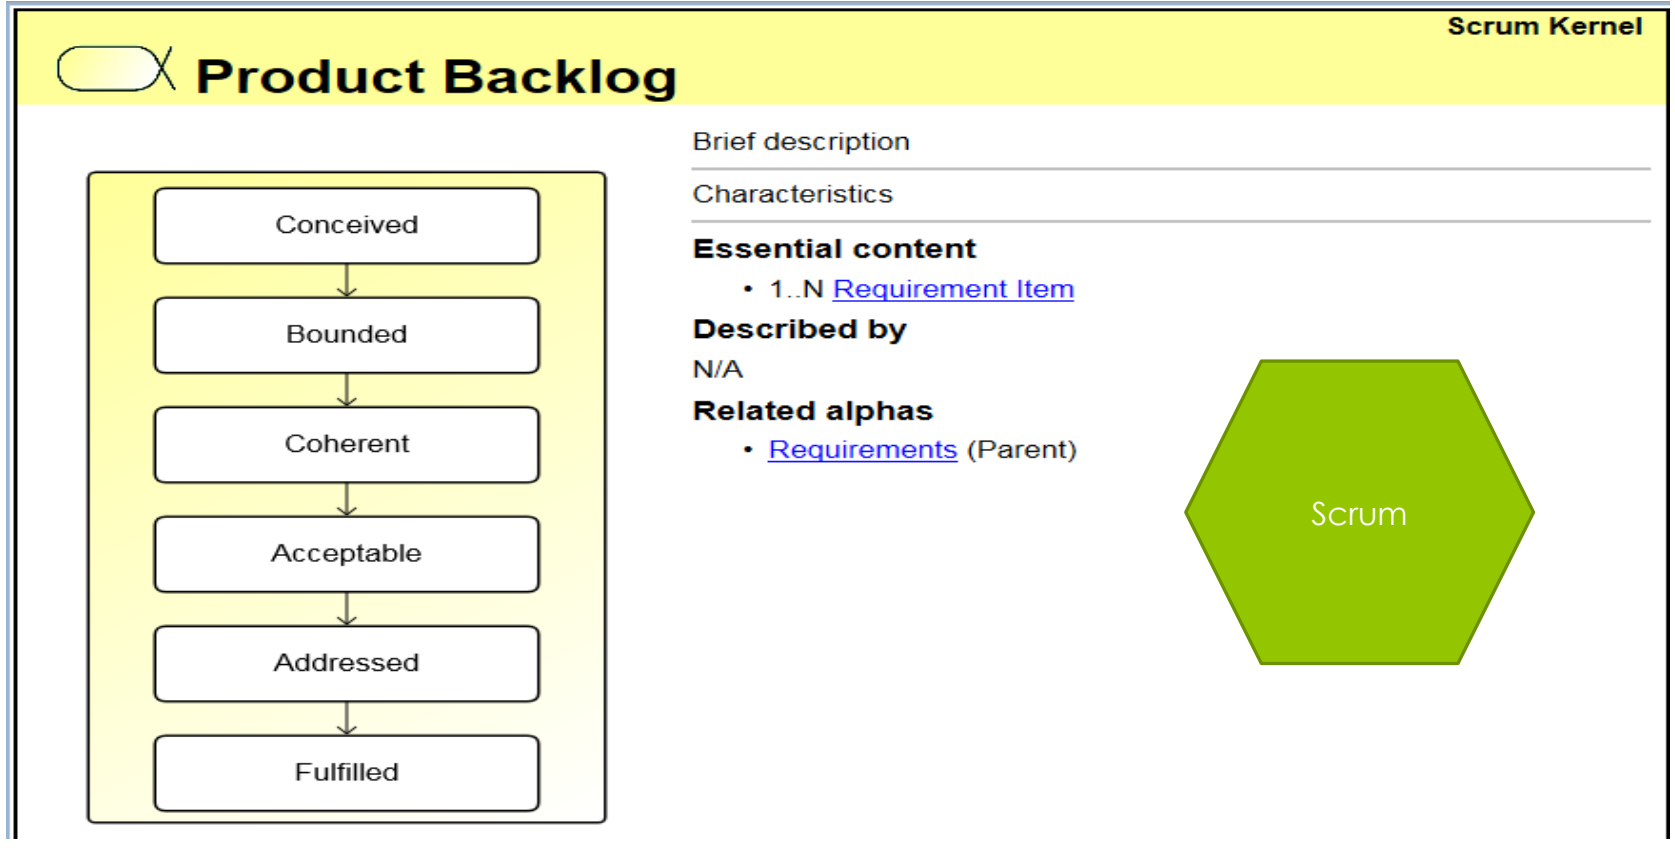 Scrum Kernel
Product Backlog
Conceived
Bounded
Coherent
Acceptable
Addressed
Fulfilled
Brief description
Characteristics
Essential content
• 1..N Requirement Item
Described by
N/A
Related alphas
• Requirements (Parent)
Scrum